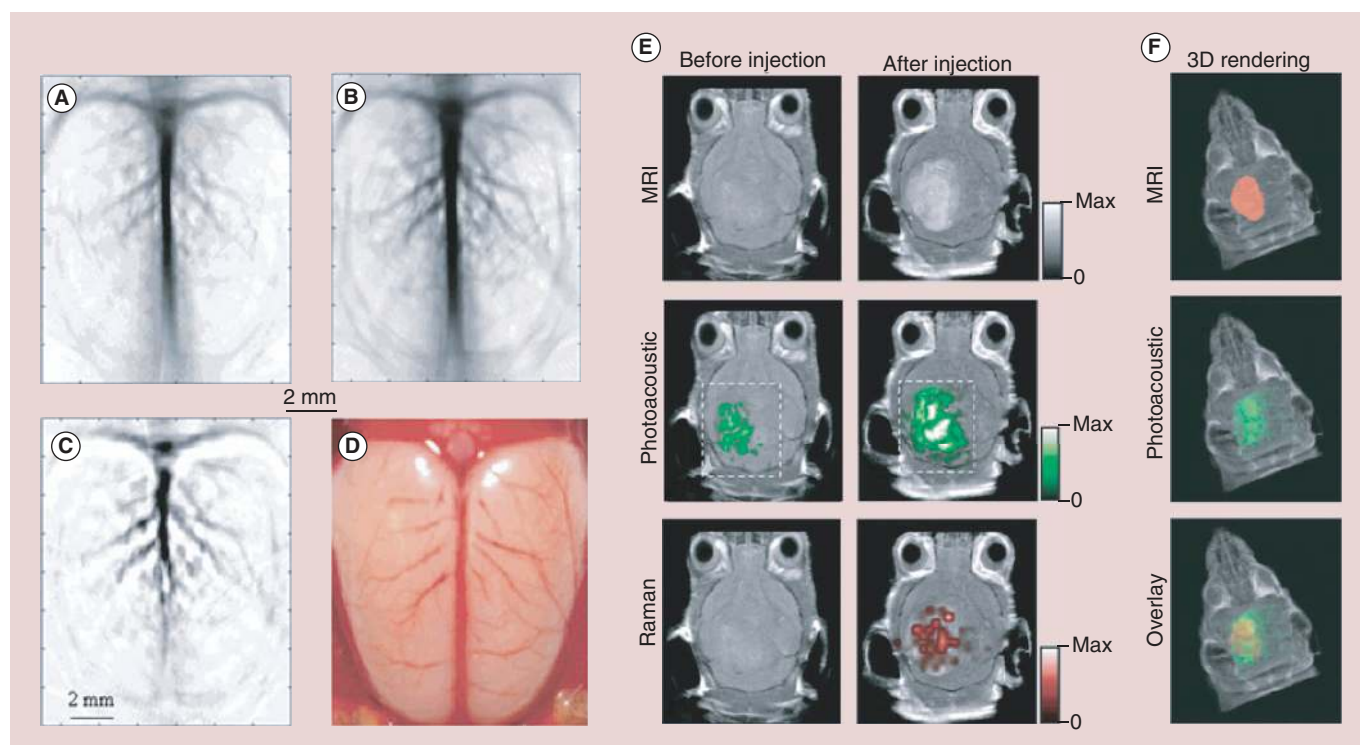 A
B
2 mm
C
2 mm
D
E
Before injection
After injection
MRI
Max
0
Photoacoustic
Max
0
Raman
Max
0
F
3D rendering
MRI
Photoacoustic
Overlay